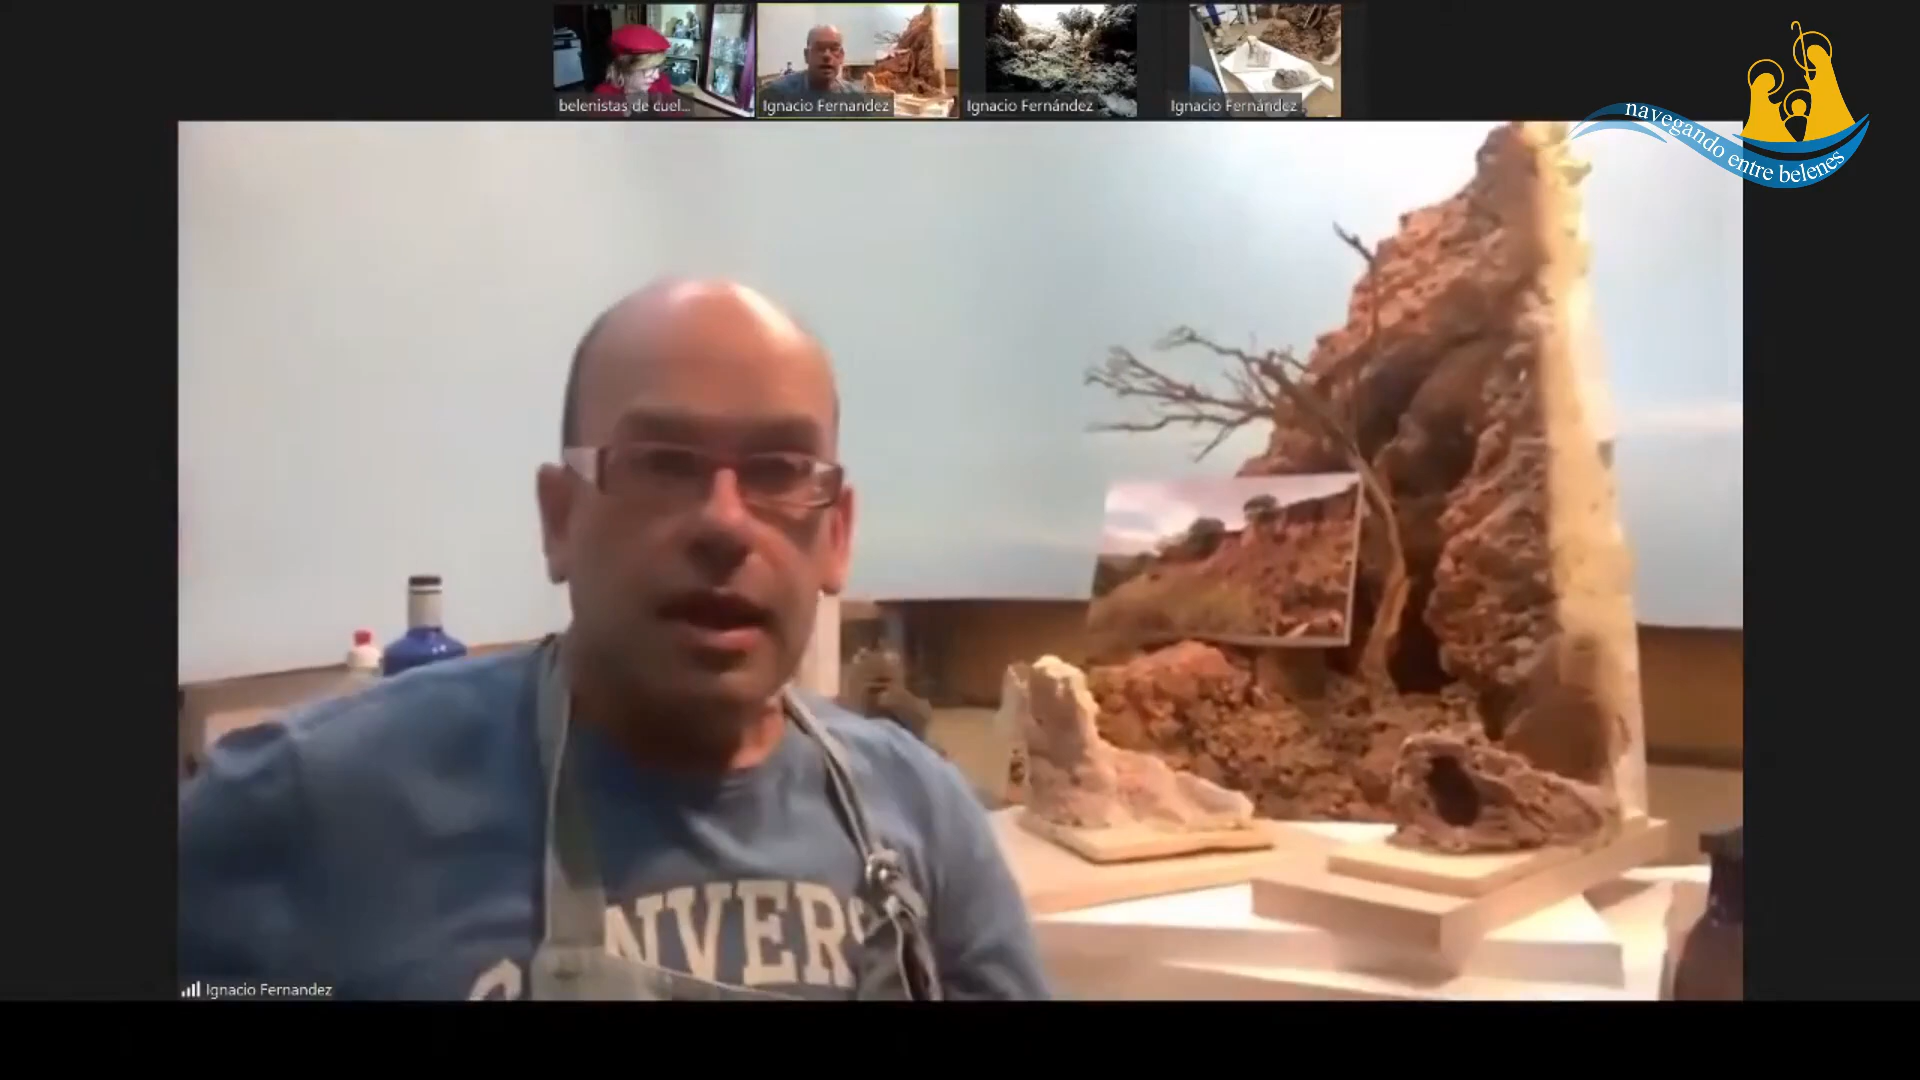 belenistas de cuel...
Ignacio Fernandez
Ignacio Fernández
Ignacio Fernández
navegando entre belenes
NVER
Ignacio Fernandez